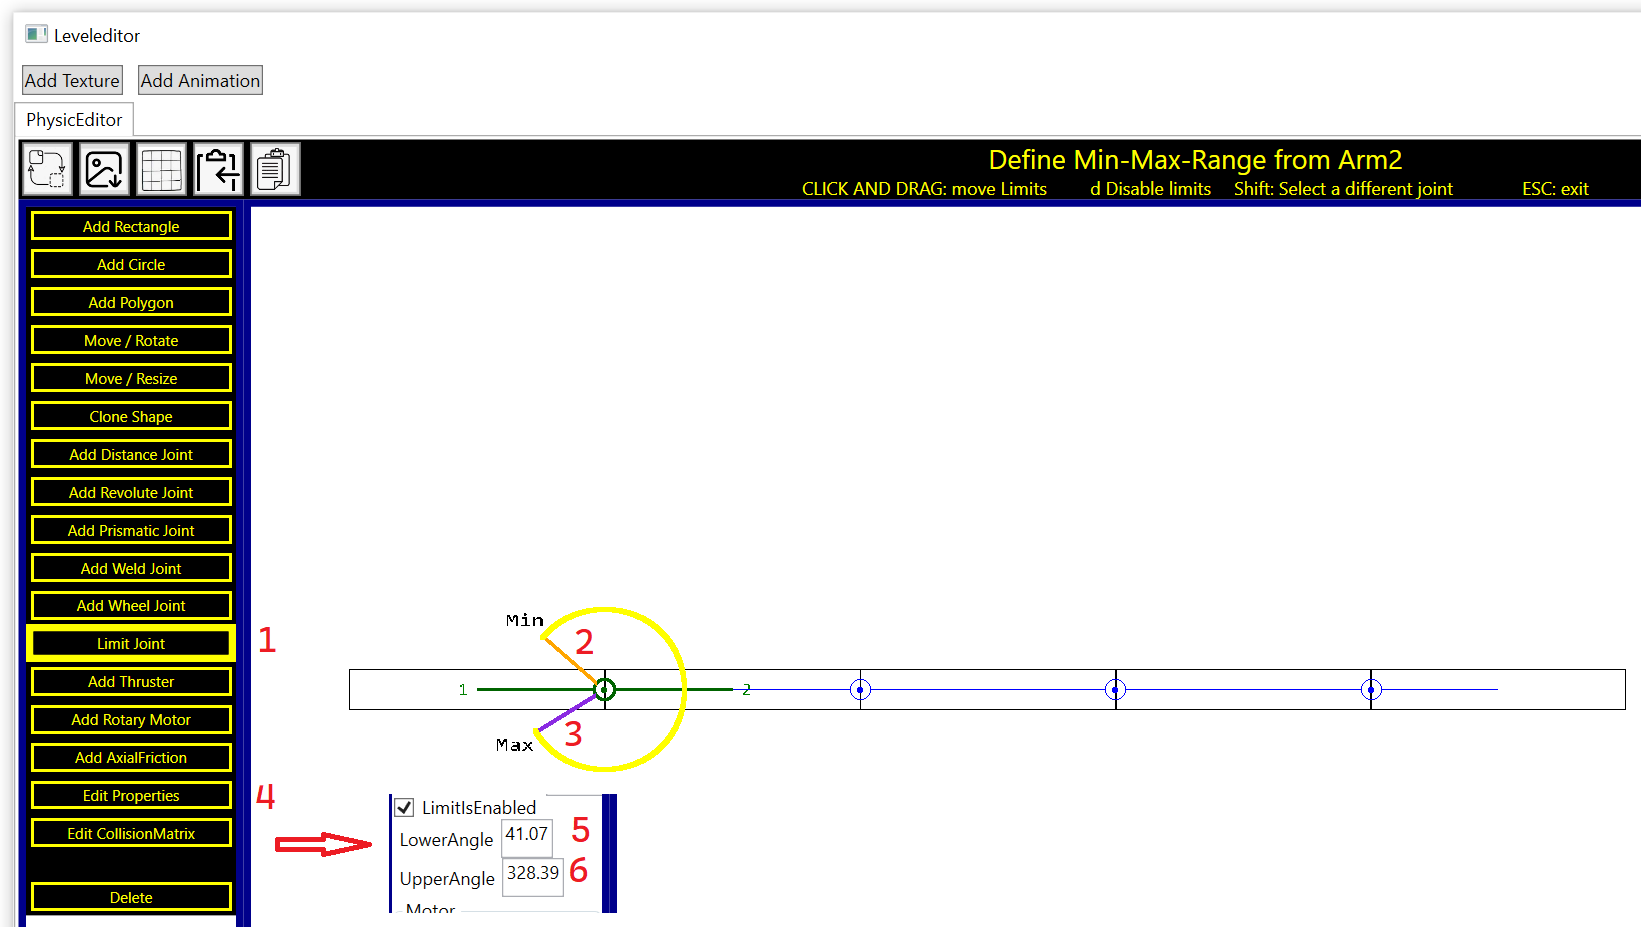 Leveleditor
Add Texture Add Animation
PhysicEditor
Define Min-Max-Range from Arm2
CLICK AND DRAG: move Limits d Disable limits Shift: Select a different joint ESC: exit
Add Rectangle
Add Circle
Add Polygon
Move / Rotate
Move / Resize
Clone Shape
Add Distance Joint
Add Revolute Joint
Add Prismatic Joint
Add Weld Joint
Add Wheel Joint
Limit Joint
Add Thruster
Add Rotary Motor
Add AxialFriction
Edit Properties
Edit CollisionMatrix
Delete
1
Min
2
1
2
3
Max
4
LimitIsEnabled
LowerAngle 41.07 5
UpperAngle 328.39 6
Motor